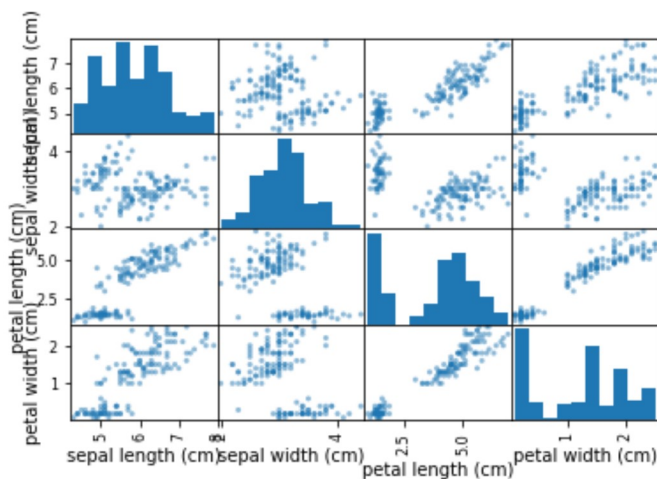 sepal length (cm)
7
6
5
sepal width (cm)
4
2
petal length (cm)
5.0
2.5
petal width (cm)
2
1
5 6 7 8 2 4 2.5 5.0 1 2
sepal length (cm) sepal width (cm) petal length (cm) petal width (cm)